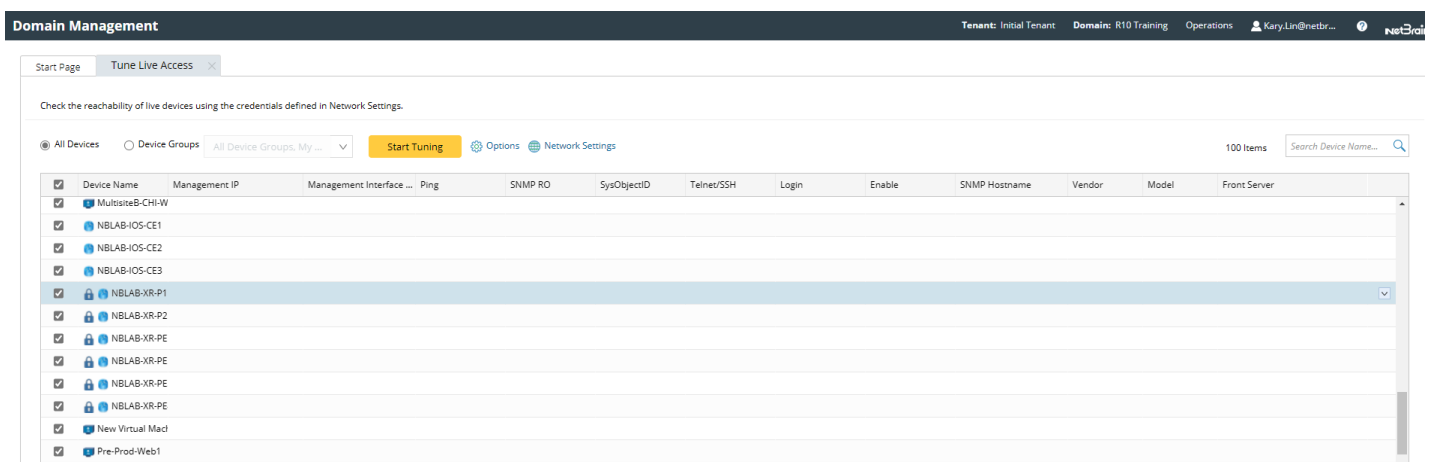 Domain Management Tenant: Initial Tenant Domain: R10 Training Operations Kary.Lin@netbr... ?
Start Page Tune Live Access ×
Check the reachability of live devices using the credentials defined in Network Settings.
All Devices Device Groups All Device Groups, My ... Start Tuning Options Network Settings 100 Items Search Device Name...
Device Name Management IP Management Interface ... Ping SNMP RO SysObjectID Telnet/SSH Login Enable SNMP Hostname Vendor Model Front Server
MultisiteB-CHI-W
NBLAB-IOS-CE1
NBLAB-IOS-CE2
NBLAB-IOS-CE3
NBLAB-XR-P1
NBLAB-XR-P2
NBLAB-XR-PE
NBLAB-XR-PE
NBLAB-XR-PE
NBLAB-XR-PE
New Virtual Mach
Pre-Prod-Web1